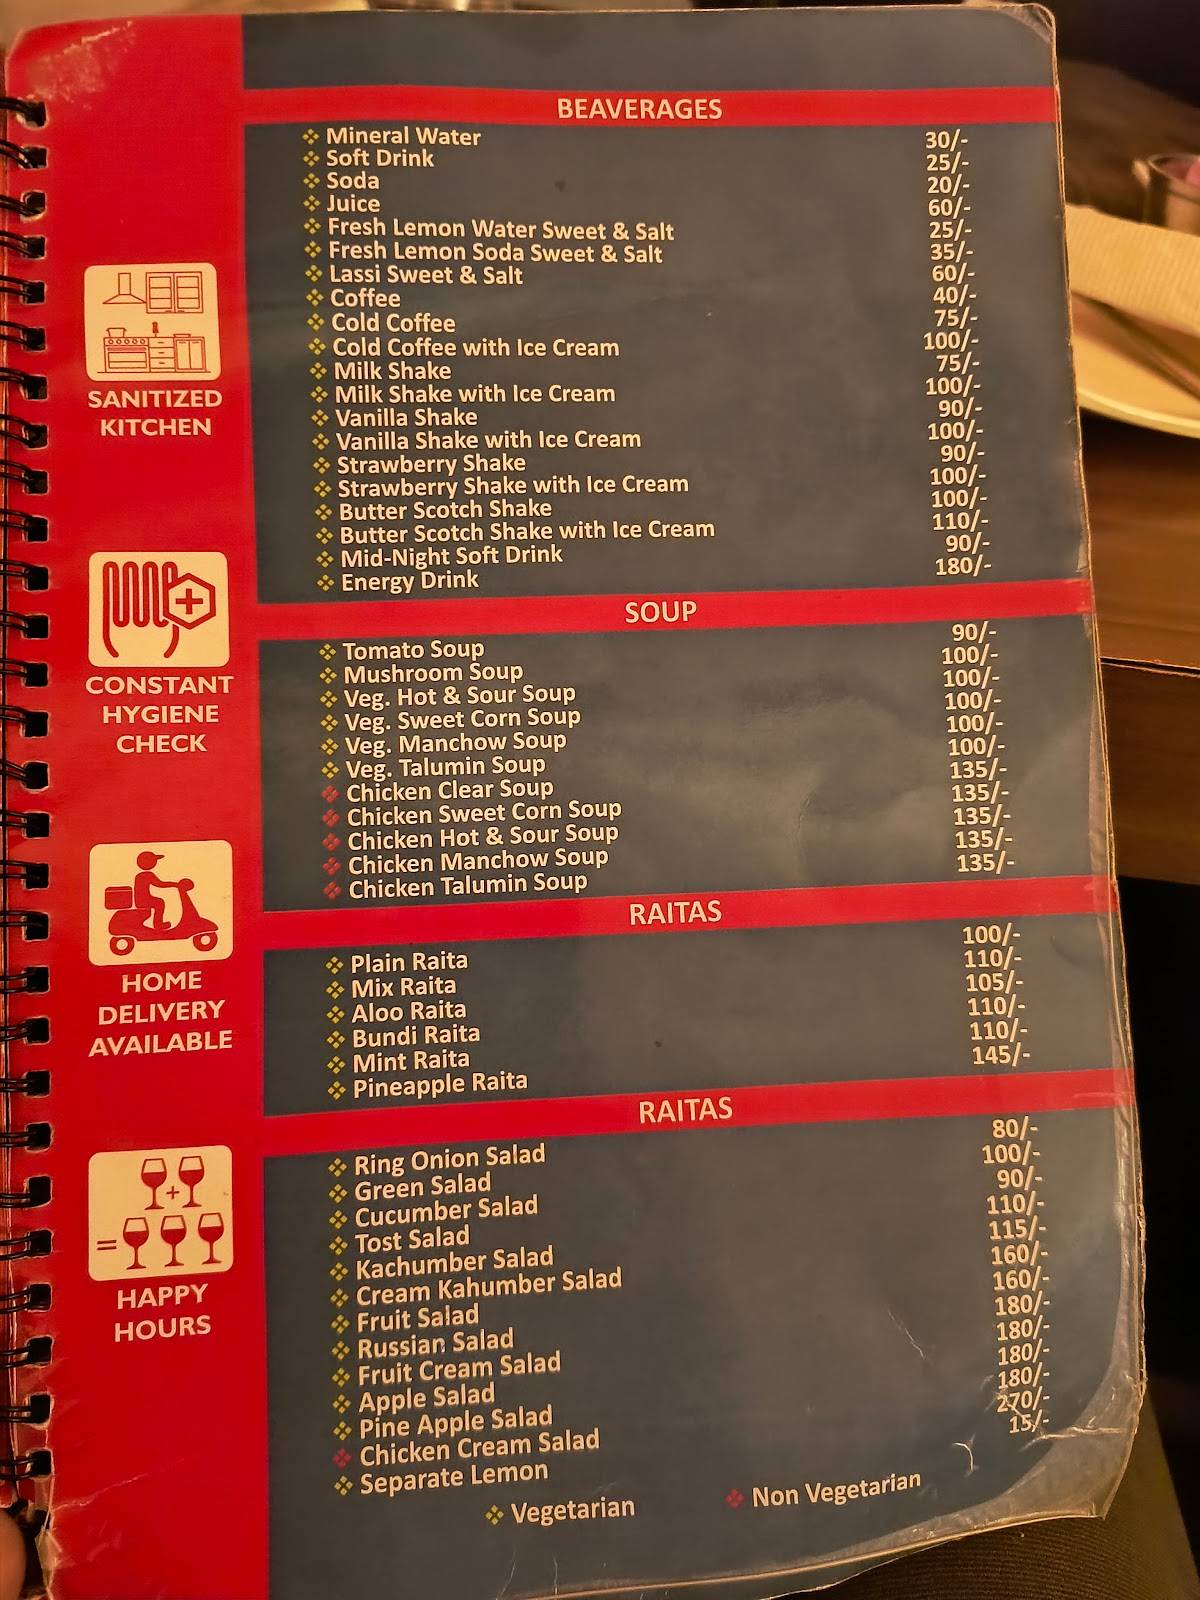 BEAVERAGES
Mineral Water 30/-
Soft Drink 25/-
Soda 20/-
Juice 60/-
Fresh Lemon Water Sweet & Salt 25/-
Fresh Lemon Soda Sweet & Salt 35/-
Lassi Sweet & Salt 60/-
Coffee 40/-
Cold Coffee 75/-
Cold Coffee with Ice Cream 100/-
Milk Shake 75/-
Milk Shake with Ice Cream 100/-
Vanilla Shake 90/-
Vanilla Shake with Ice Cream 100/-
Strawberry Shake 90/-
Strawberry Shake with Ice Cream 100/-
Butter Scotch Shake 100/-
Butter Scotch Shake with Ice Cream 110/-
Mid-Night Soft Drink 90/-
Energy Drink 180/-
SOUP
Tomato Soup 90/-
Mushroom Soup 100/-
Veg. Hot & Sour Soup 100/-
Veg. Sweet Corn Soup 100/-
Veg. Manchow Soup 100/-
Veg. Talumin Soup 100/-
Chicken Clear Soup 135/-
Chicken Sweet Corn Soup 135/-
Chicken Hot & Sour Soup 135/-
Chicken Manchow Soup 135/-
Chicken Talumin Soup 135/-
RAITAS
Plain Raita 100/-
Mix Raita 110/-
Aloo Raita 105/-
Bundi Raita 110/-
Mint Raita 110/-
Pineapple Raita 145/-
RAITAS
Ring Onion Salad 80/-
Green Salad 100/-
Cucumber Salad 90/-
Tost Salad 110/-
Kachumber Salad 115/-
Cream Kahumber Salad 160/-
Fruit Salad 160/-
Russian Salad 180/-
Fruit Cream Salad 180/-
Apple Salad 180/-
Pine Apple Salad 180/-
Chicken Cream Salad 270/-
Separate Lemon 15/-
Vegetarian Non Vegetarian
SANITIZED
KITCHEN
CONSTANT
HYGIENE
CHECK
HOME
DELIVERY
AVAILABLE
+
=
HAPPY
HOURS